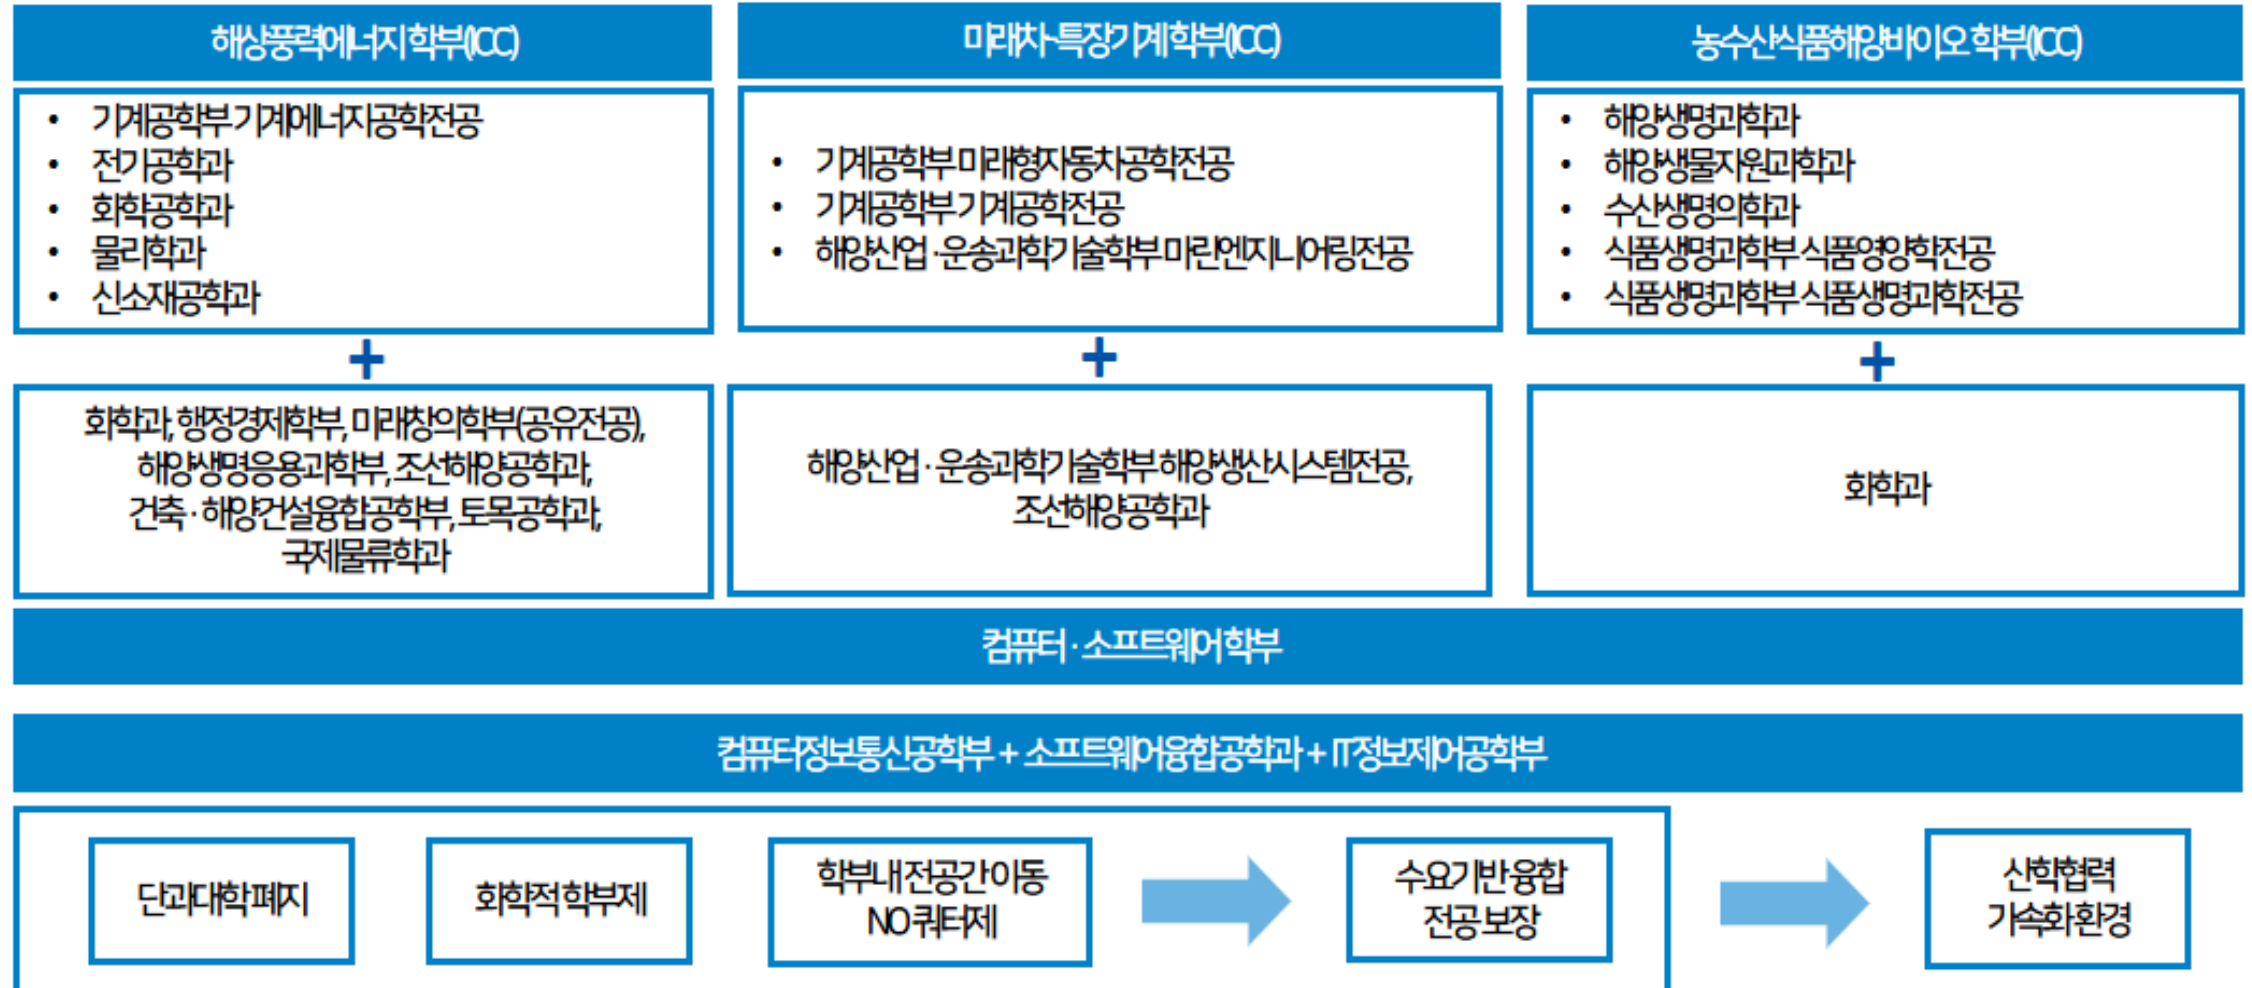 해상풍력에너지 학부(ICC)
• 기계공학부 기계에너지공학전공
• 전기공학과
• 화학공학과
• 물리학과
• 신소재공학과
+
화학과, 행정경제학부, 미래창의학부(공유전공),
해양생명응용과학부, 조선해양공학과,
건축 · 해양건설융합공학부, 토목공학과,
국제물류학과
미래차-특장기계 학부(ICC)
• 기계공학부 미래형자동차공학전공
• 기계공학부 기계공학전공
• 해양산업 ·운송과학기술학부 마린엔지니어링전공
+
해양산업 · 운송과학기술학부 해양생산시스템전공,
조선해양공학과
농수산식품해양바이오 학부(ICC)
• 해양생명과학과
• 해양생물자원과학과
• 수산생명의학과
• 식품생명과학부 식품영양학전공
• 식품생명과학부 식품생명과학전공
+
화학과
컴퓨터 · 소프트웨어 학부
컴퓨터정보통신공학부 + 소프트웨어융합공학과 + IT정보제어공학부
단과대학 폐지
화학적 학부제
학부내 전공간 이동
NO 쿼터제
수요기반 융합
전공 보장
산학협력
가속화 환경